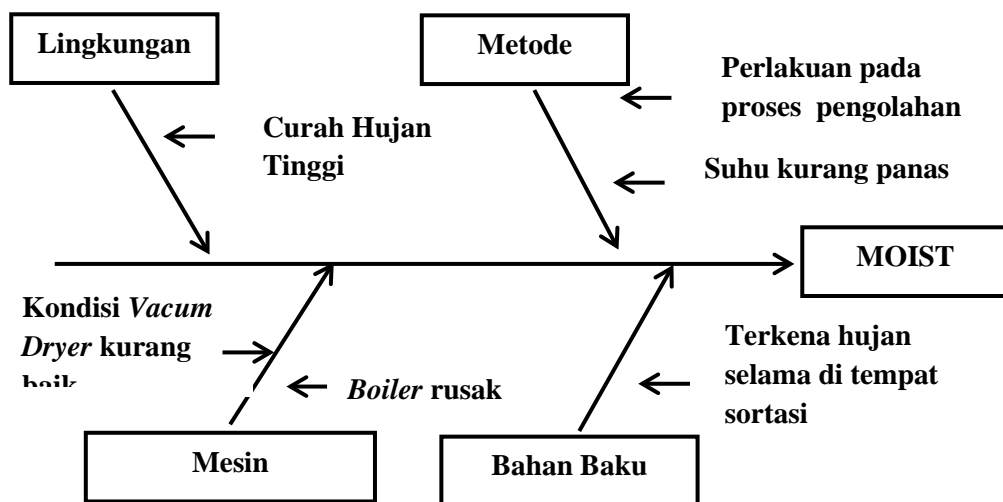 Lingkungan
Metode
Perlakuan pada
proses pengolahan
Curah Hujan
Tinggi
Suhu kurang panas
MOIST
Kondisi Vacum
Dryer kurang
baik
Terkena hujan
selama di tempat
sortasi
Boiler rusak
Mesin
Bahan Baku